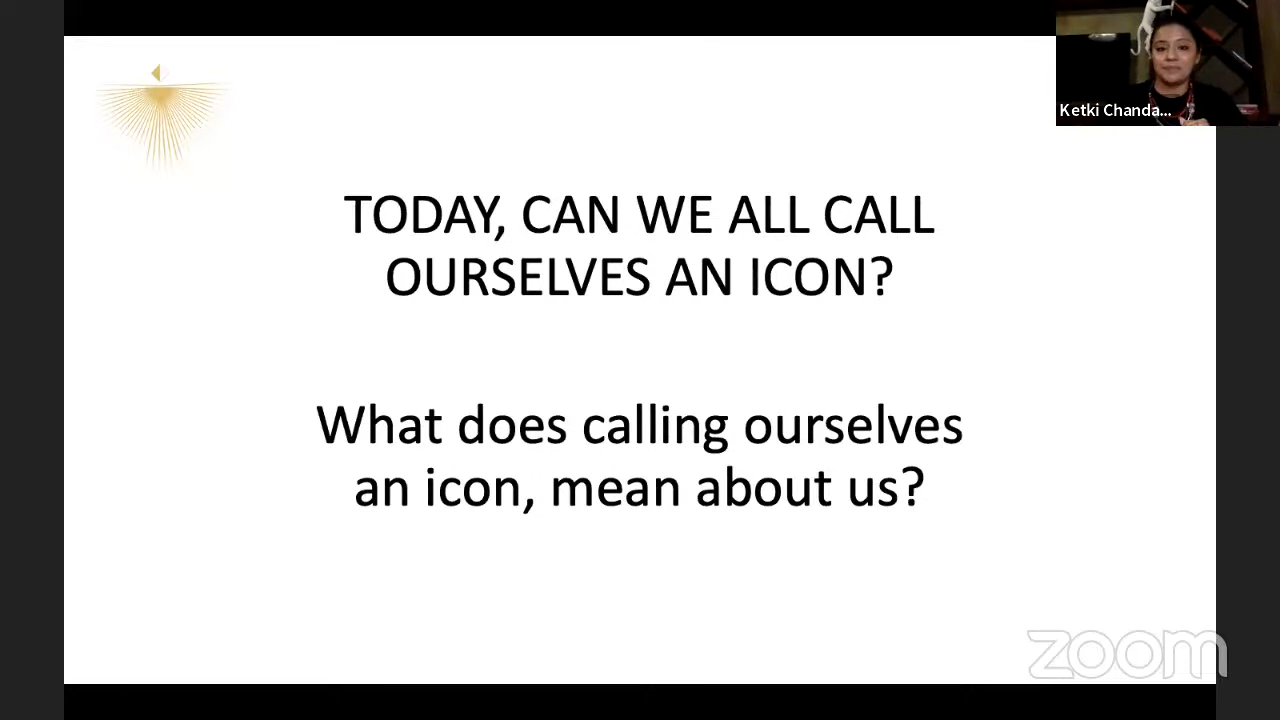 Ketki Chanda...
TODAY, CAN WE ALL CALL
OURSELVES AN ICON?
What does calling ourselves
an icon, mean about us?
zoom